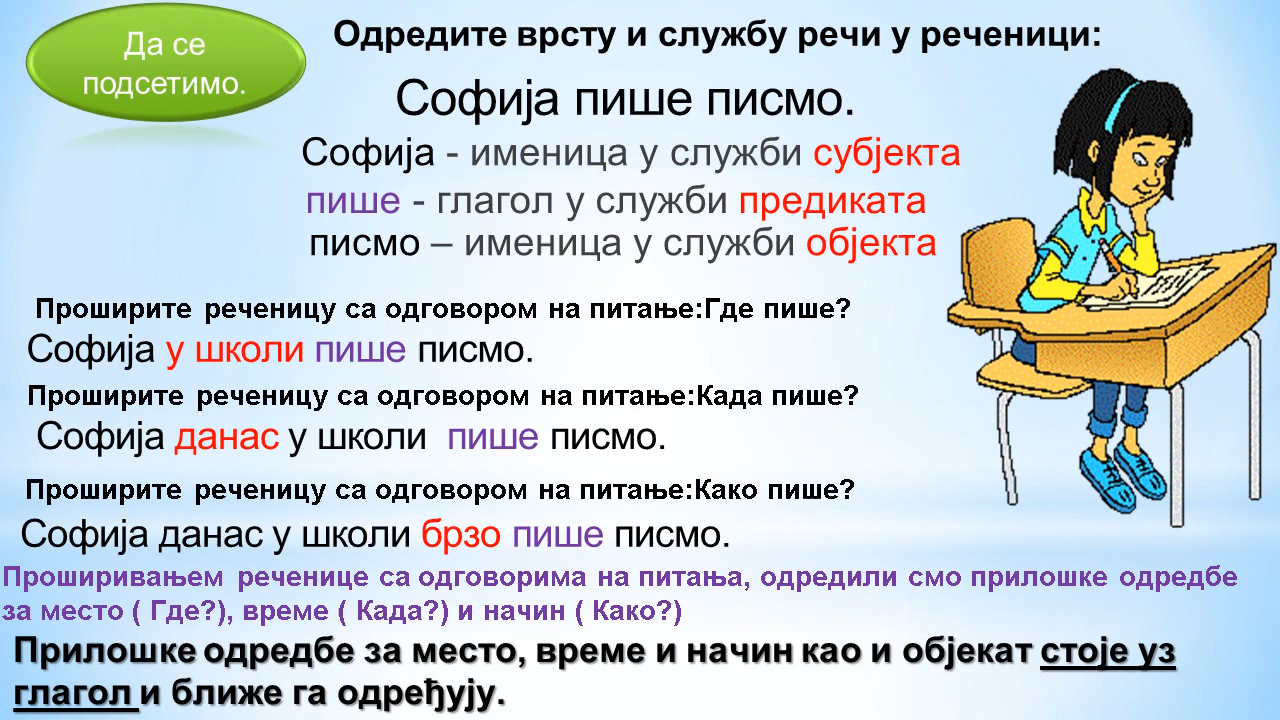 Да се
подсетимо.
Одредите врсту и службу речи у реченици:
Софија пише писмо.
Софија - именица у служби субјекта
пише - глагол у служби предиката
писмо – именица у служби објекта
Проширите реченицу са одговором на питање:Где пише?
Софија у школи пише писмо.
Проширите реченицу са одговором на питање:Када пише?
Софија данас у школи пише писмо.
Проширите реченицу са одговором на питање:Како пише?
Софија данас у школи брзо пише писмо.
Проширивањем реченице са одговорима на питања, одредили смо прилошке одредбе
за место ( Где?), време ( Када?) и начин ( Како?)
Прилошке одредбе за место, време и начин као и објекат стоје уз
глагол и ближе га одређују.